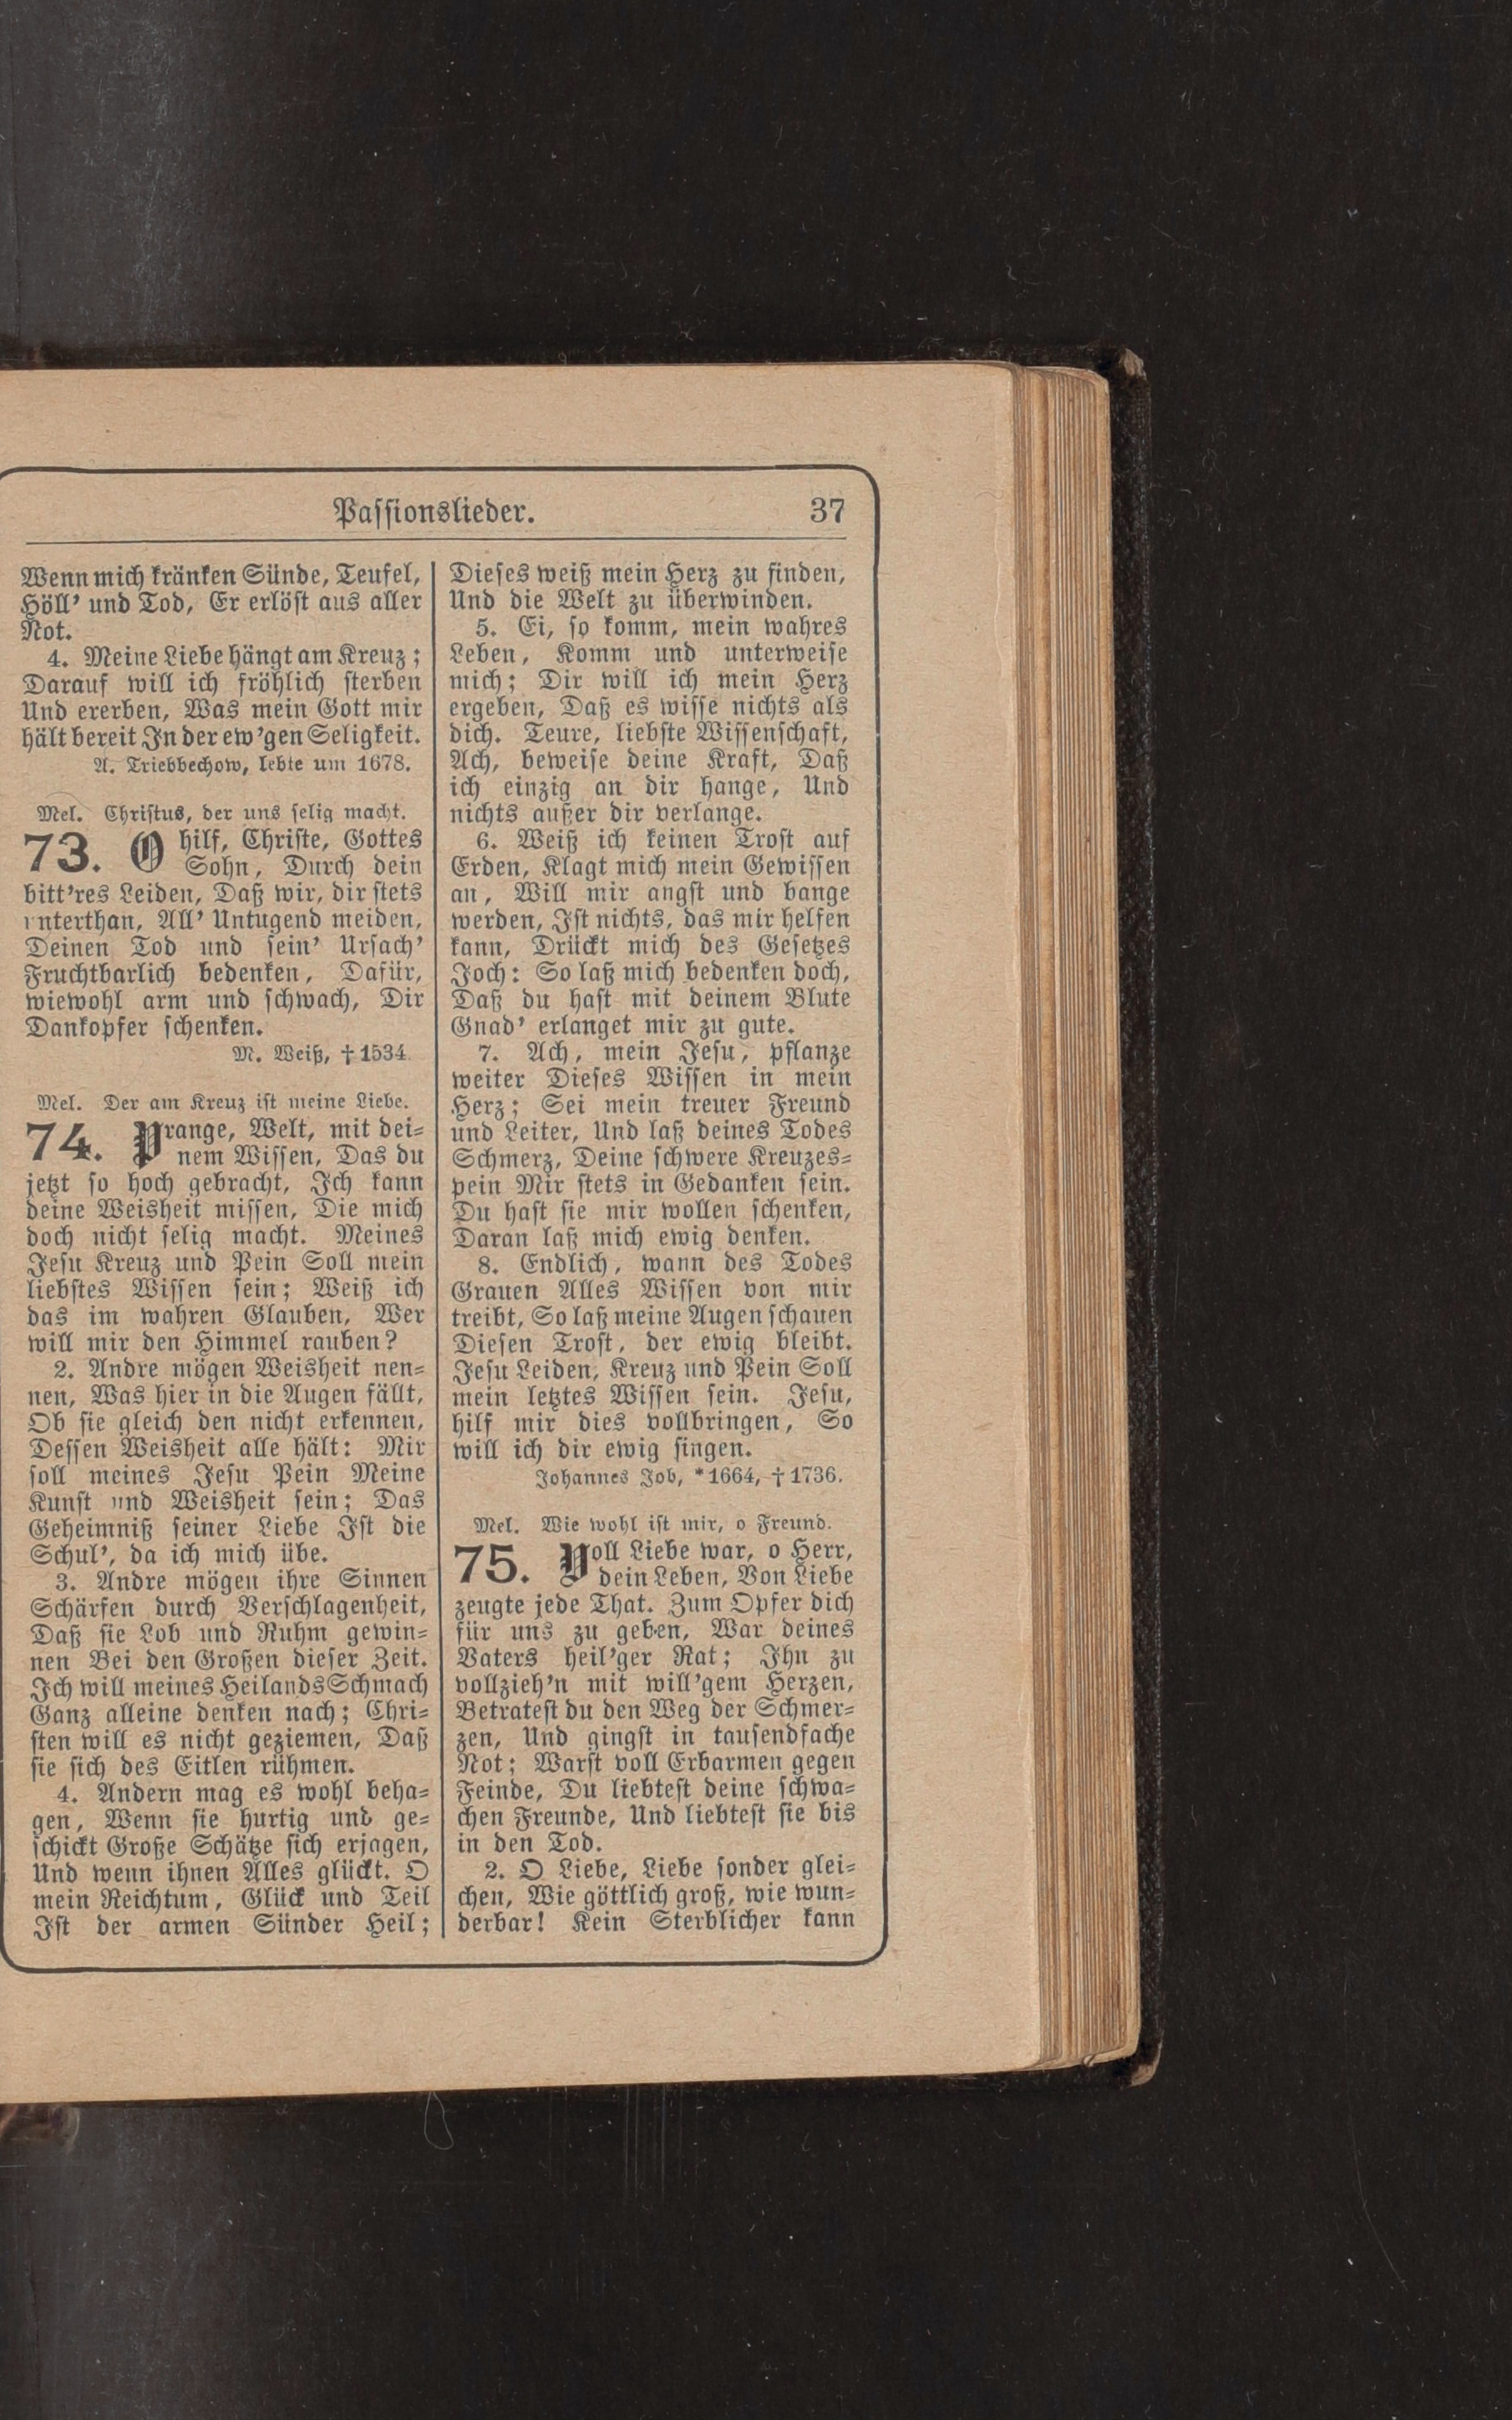 Passionslieder. 37
Wenn mich kränken Sünde, Teufel,
Höll' und Tod, Er erlöst aus aller
Not.
4. Meine Liebe hängt am Kreuz;
Darauf will ich fröhlich sterben
Und ererben, Was mein Gott mir
hält bereit In der ew'gen Seligkeit.
A. Triebbechow, lebte um 1678.
Mel. Christus, der uns selig macht.
73. O hilf, Christe, Gottes
Sohn, Durch dein
bitt'res Leiden, Daß wir, dir stets
unterthan, All' Untugend meiden,
Deinen Tod und sein' Ursach'
Fruchtbarlich bedenken, Dafür,
wiewohl arm und schwach, Dir
Dankopfer schenken.
M. Weiß, † 1534.
Mel. Der am Kreuz ist meine Liebe.
74. Prange, Welt, mit dei-
nem Wissen, Das du
jetzt so hoch gebracht, Ich kann
deine Weisheit missen, Die mich
doch nicht selig macht. Meines
Jesu Kreuz und Pein Soll mein
liebstes Wissen sein; Weiß ich
das im wahren Glauben, Wer
will mir den Himmel rauben?
2. Andre mögen Weisheit nen-
nen, Was hier in die Augen fällt,
Ob sie gleich den nicht erkennen,
Dessen Weisheit alle hält: Mir
soll meines Jesu Pein Meine
Kunst und Weisheit sein; Das
Geheimniß seiner Liebe Ist die
Schul', da ich mich übe.
3. Andre mögen ihre Sinnen
Schärfen durch Verschlagenheit,
Daß sie Lob und Ruhm gewin-
nen Bei den Großen dieser Zeit.
Ich will meines Heilands Schmach
Ganz alleine denken nach; Chri-
sten will es nicht geziemen, Daß
sie sich des Eitlen rühmen.
4. Andern mag es wohl beha-
gen, Wenn sie hurtig und ge-
schickt Große Schätze sich erjagen,
Und wenn ihnen Alles glückt. O
mein Reichtum, Glück und Teil
Ist der armen Sünder Heil;
Dieses weiß mein Herz zu finden,
Und die Welt zu überwinden.
5. Ei, so komm, mein wahres
Leben, Komm und unterweise
mich; Dir will ich mein Herz
ergeben, Daß es wisse nichts als
dich. Teure, liebste Wissenschaft,
Ach, beweise deine Kraft, Daß
ich einzig an dir hange, Und
nichts außer dir verlange.
6. Weiß ich keinen Trost auf
Erden, Klagt mich mein Gewissen
an, Will mir angst und bange
werden, Ist nichts, das mir helfen
kann, Drückt mich des Gesetzes
Joch: So laß mich bedenken doch,
Daß du hast mit deinem Blute
Gnad' erlanget mir zu gute.
7. Ach, mein Jesu, pflanze
weiter Dieses Wissen in mein
Herz; Sei mein treuer Freund
und Leiter, Und laß deines Todes
Schmerz, Deine schwere Kreuzes-
pein Mir stets in Gedanken sein.
Du hast sie mir wollen schenken,
Daran laß mich ewig denken.
8. Endlich, wann des Todes
Grauen Alles Wissen von mir
treibt, So laß meine Augen schauen
Diesen Trost, der ewig bleibt.
Jesu Leiden, Kreuz und Pein Soll
mein letztes Wissen sein. Jesu,
hilf mir dies vollbringen, So
will ich dir ewig singen.
Johannes Job, *1664, † 1736.
Mel. Wie wohl ist mir, o Freund.
75. Voll Liebe war, o Herr,
dein Leben, Von Liebe
zeugte jede That. Zum Opfer dich
für uns zu geben, War deines
Vaters heil'ger Rat; Ihn zu
vollzieh'n mit will'gem Herzen,
Betratest du den Weg der Schmer-
zen, Und gingst in tausendfache
Not; Warst voll Erbarmen gegen
Feinde, Du liebtest deine schwa-
chen Freunde, Und liebtest sie bis
in den Tod.
2. O Liebe, Liebe sonder glei-
chen, Wie göttlich groß, wie wun-
derbar! Kein Sterblicher kann